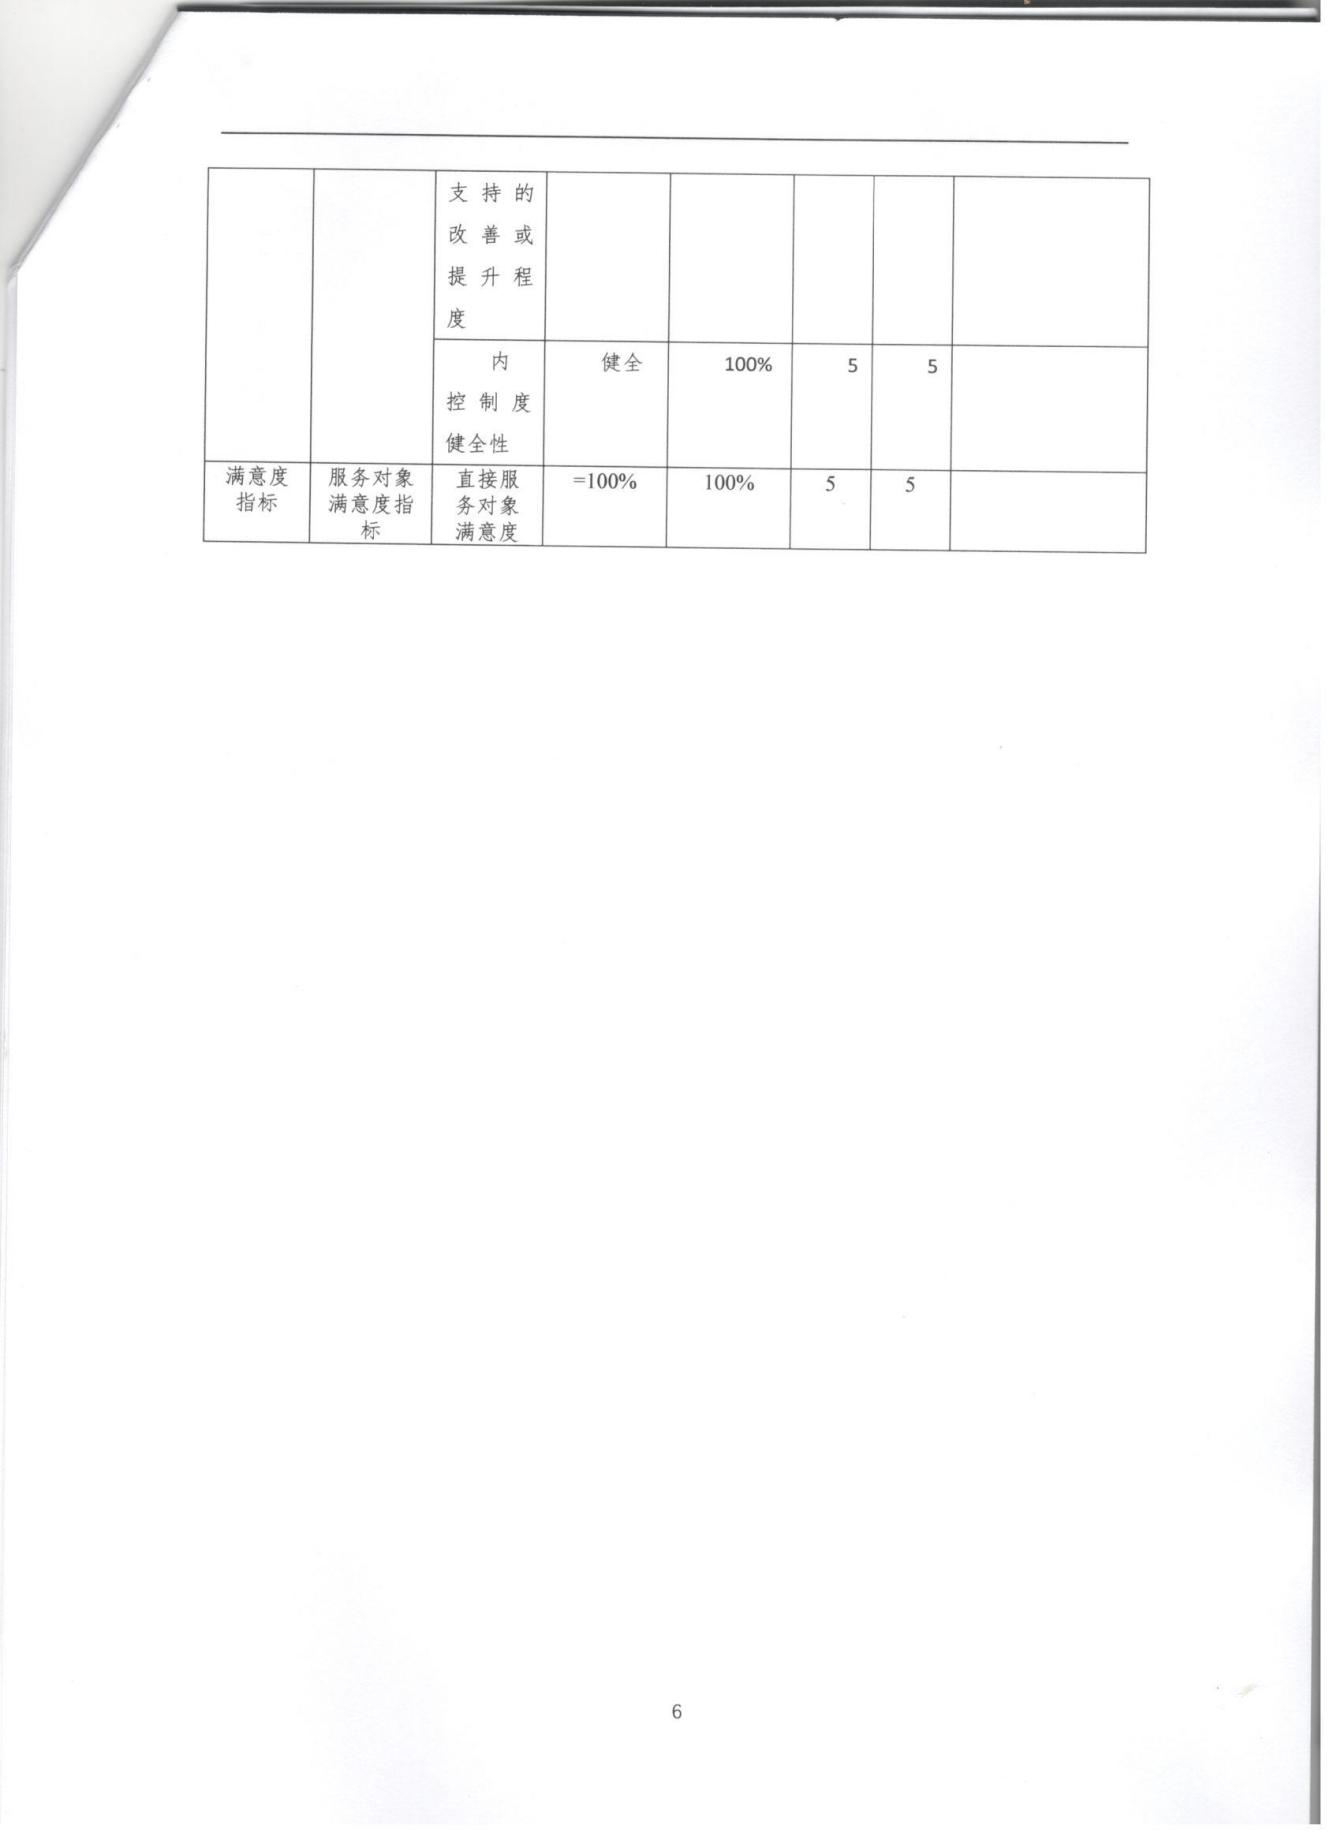 支持的
改善或
提升程
度
内 健全 100% 5 5
控制度
健全性
满意度 服务对象 直接服 =100% 100% 5 5
指标 满意度指 务对象
标 满意度
6